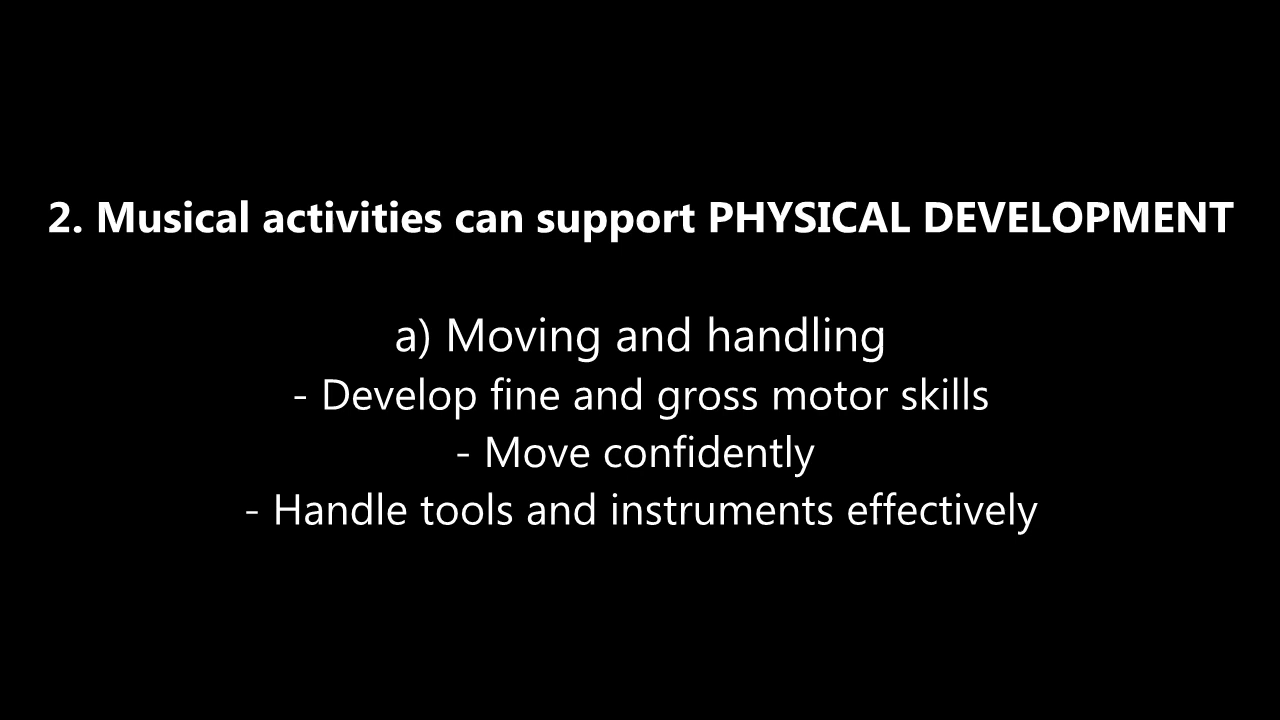 2. Musical activities can support PHYSICAL DEVELOPMENT
a) Moving and handling
- Develop fine and gross motor skills
- Move confidently
- Handle tools and instruments effectively